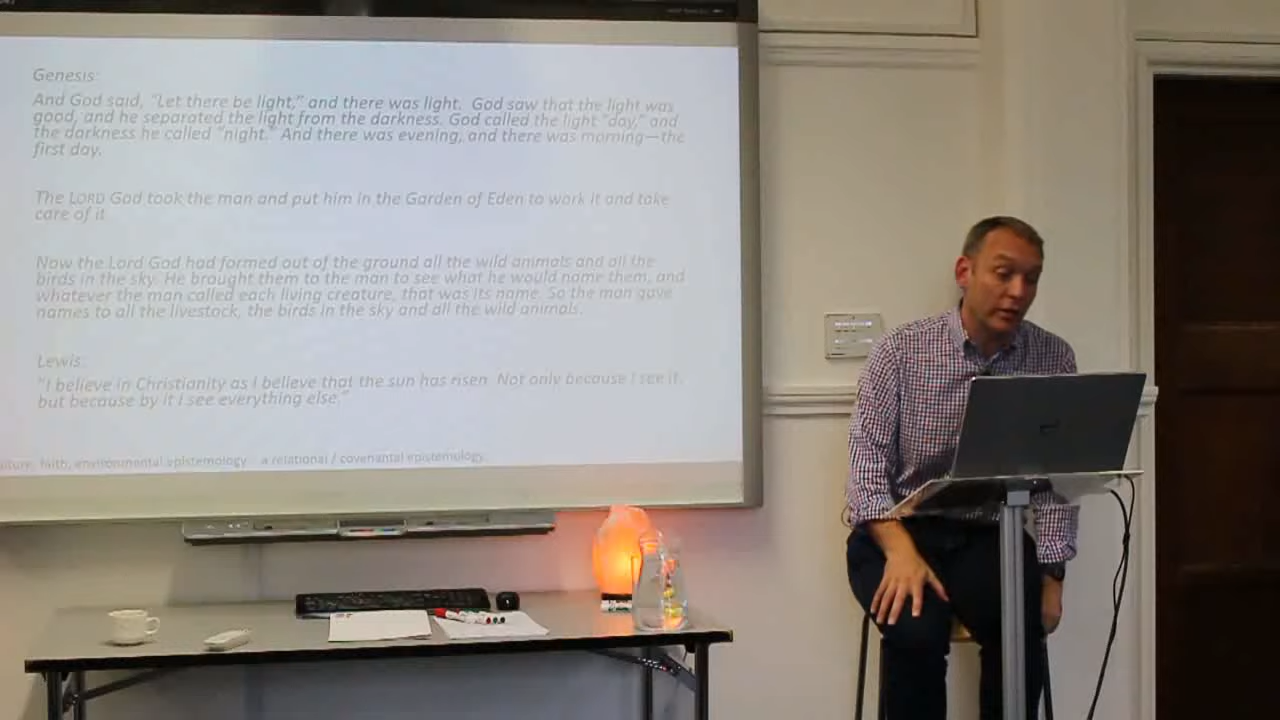 Genesis:
And God said, "Let there be light," and there was light. God saw that the light was
good, and he separated the light from the darkness. God called the light "day," and
the darkness he called "night." And there was evening, and there was morning—the
first day.
The LORD God took the man and put him in the Garden of Eden to work it and take
care of it
Now the Lord God had formed out of the ground all the wild animals and all the
birds in the sky. He brought them to the man to see what he would name them; and
whatever the man called each living creature, that was its name. So the man gave
names to all the livestock, the birds in the sky and all the wild animals.
Lewis:
"I believe in Christianity as I believe that the sun has risen. Not only because I see it,
but because by it I see everything else."
faith, environmental epistemology a relational / covenantal epistemology